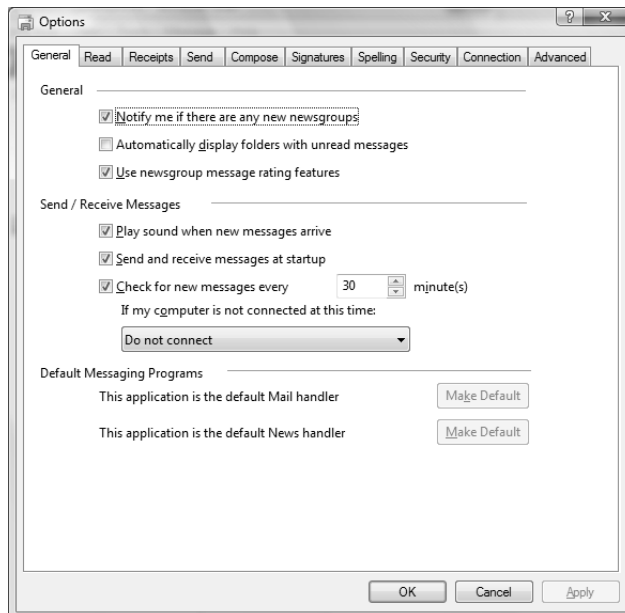 Options
General Read Receipts Send Compose Signatures Spelling Security Connection Advanced
General
Notify me if there are any new newsgroups
Automatically display folders with unread messages
Use newsgroup message rating features
Send / Receive Messages
Play sound when new messages arrive
Send and receive messages at startup
Check for new messages every 30 minute(s)
If my computer is not connected at this time:
Do not connect
Default Messaging Programs
This application is the default Mail handler Make Default
This application is the default News handler Make Default
OK Cancel Apply